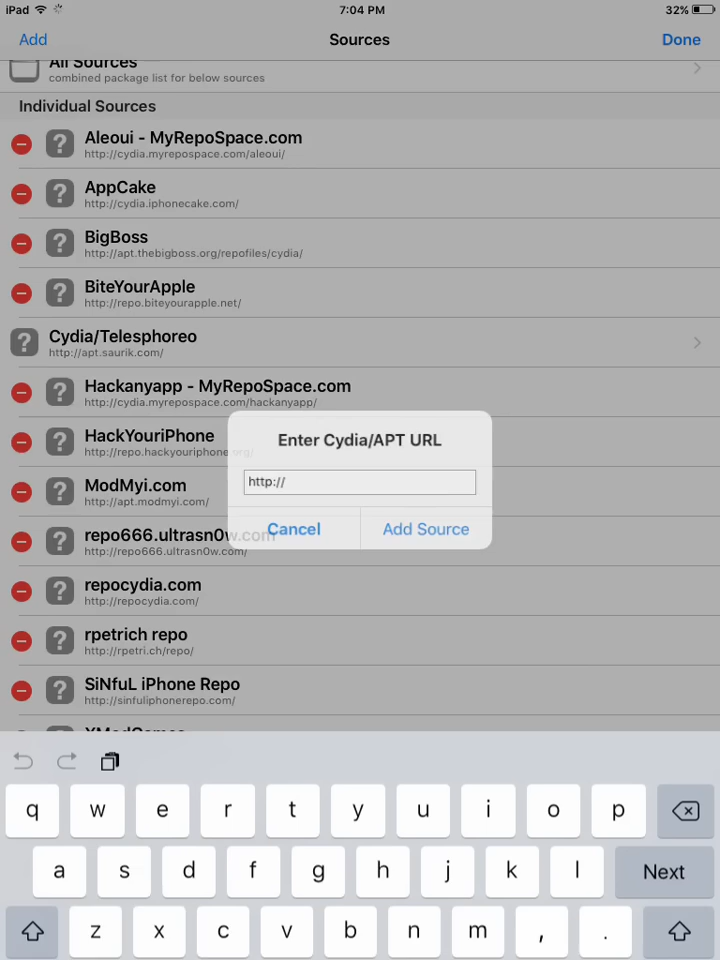 iPad 7:04 PM 32%
Add Sources Done
All Sources
combined package list for below sources
Individual Sources
Aleoui - MyRepoSpace.com
http://cydia.myrepospace.com/aleoui/
AppCake
http://cydia.iphonecake.com/
BigBoss
http://apt.thebigboss.org/repofiles/cydia/
BiteYourApple
http://repo.biteyourapple.net/
Cydia/Telesphoreo
http://apt.saurik.com/
Hackanyapp - MyRepoSpace.com
http://cydia.myrepospace.com/hackanyapp/
HackYouriPhone
http://repo.hackyouriphone.org/
ModMyi.com
http://apt.modmyi.com/
repo666.ultrasn0w.com
http://repo666.ultrasn0w.com/
repocydia.com
http://repocydia.com/
rpetrich repo
http://rpetri.ch/repo/
SiNfuL iPhone Repo
http://sinfuliphonerepo.com/
XModGames
Enter Cydia/APT URL
http://
Cancel Add Source
q w e r t y u i o p
a s d f g h j k l Next
z x c v b n m , .